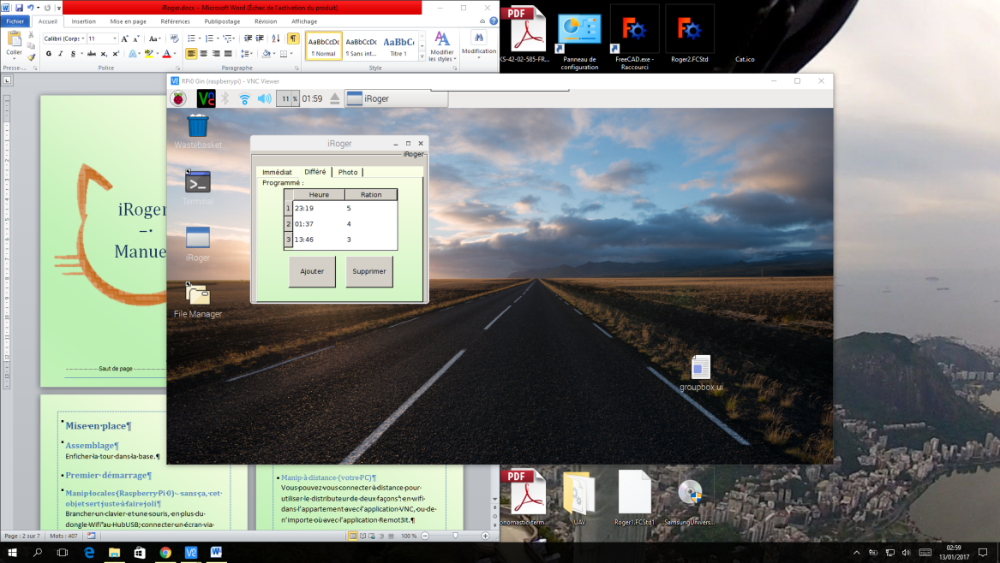 iRoger.docx - Microsoft Word (Échec de l'activation du produit)
Fichier Accueil Insertion Mise en page Références Publipostage Révision Affichage
Coller
Calibri (Corps) 11
G I S abc
AaBbCcDc AaBbCcDc AaBbCc
¶ Normal ¶ Sans int... Titre 1
Modifier
les styles
Modification
Presse-... Police Paragraphe Style
PDF
KS-42-02-585-FR...
Panneau de
configuration
FreeCAD.exe -
Raccourci
Roger2.FCStd
Cat.ico
RPi0 Gin (raspberrypi) - VNC Viewer
11 % 01:59 iRoger
Wastebasket
Terminal
iRoger
File Manager
iRoger
iRoger
Immédiat Différé Photo
Programmé :
Heure Ration
1 23:19 5
2 01:37 4
3 13:46 3
Ajouter Supprimer
groupbox.ui
iRoger
Manue
Saut de page
Mise·en·place¶
Assemblage¶
Enficher·la·tour·dans·la·base.¶
Premier·démarrage¶
Manip·locales·(Raspberry·Pi·0)·-·sans·ça,·cet·
objet·sert·juste·à·faire·joli¶
Brancher·un·clavier·et·une·souris,·en·plus·du·
dongle·Wifi·au·Hub·USB;·connecter·un·écran·via·
Manip·à·distance·(votre·PC)¶
Vous·pouvez·vous·connecter·à·distance·pour·
utiliser·le·distributeur·de·deux·façons:·en·wifi·
dans·l'appartement·avec·l'application·VNC,·ou·de·
n'importe·où·avec·l'application·Remot3it.¶
PDF
onomastic-term...
UAV
Roger1.FCStd1
SamsungUnivers...
Page : 2 sur 7 Mots : 407 100 %
02:59
13/01/2017